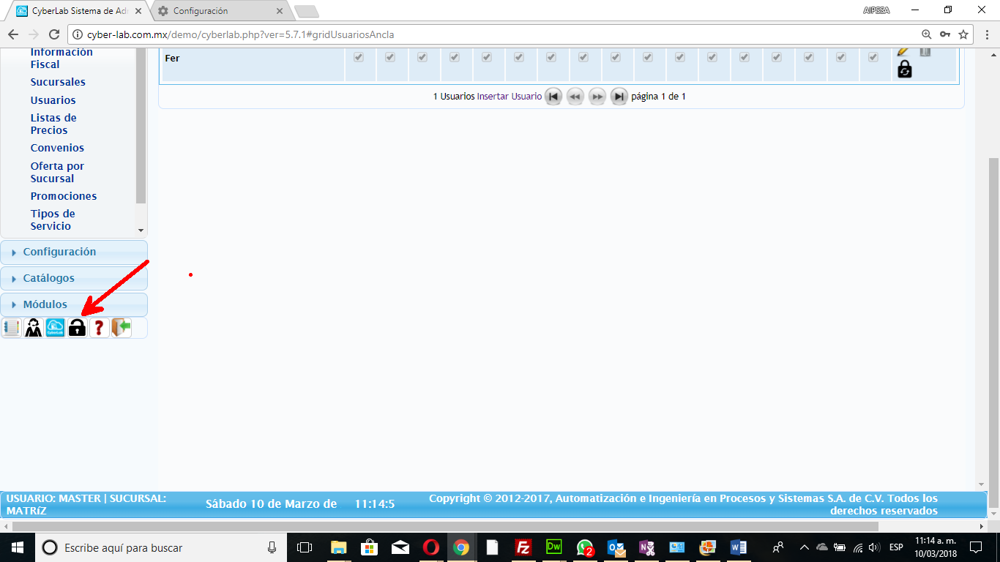 CyberLab Sistema de Ad
Configuración
AIPSSA
cyber-lab.com.mx/demo/cyberlab.php?ver=5.7.1#gridUsuariosAncla
Información
Fiscal
Sucursales
Usuarios
Listas de
Precios
Convenios
Oferta por
Sucursal
Promociones
Tipos de
Servicio
Configuración
Catálogos
Módulos
CyberLab
?
Fer
1 Usuarios Insertar Usuario página 1 de 1
USUARIO: MASTER | SUCURSAL:
MATRíZ
Sábado 10 de Marzo de 11:14:5
Copyright © 2012-2017, Automatización e Ingeniería en Procesos y Sistemas S.A. de C.V. Todos los
derechos reservados
Escribe aquí para buscar
Fz
Dw
2
O
N
W
ESP
11:14 a. m.
10/03/2018